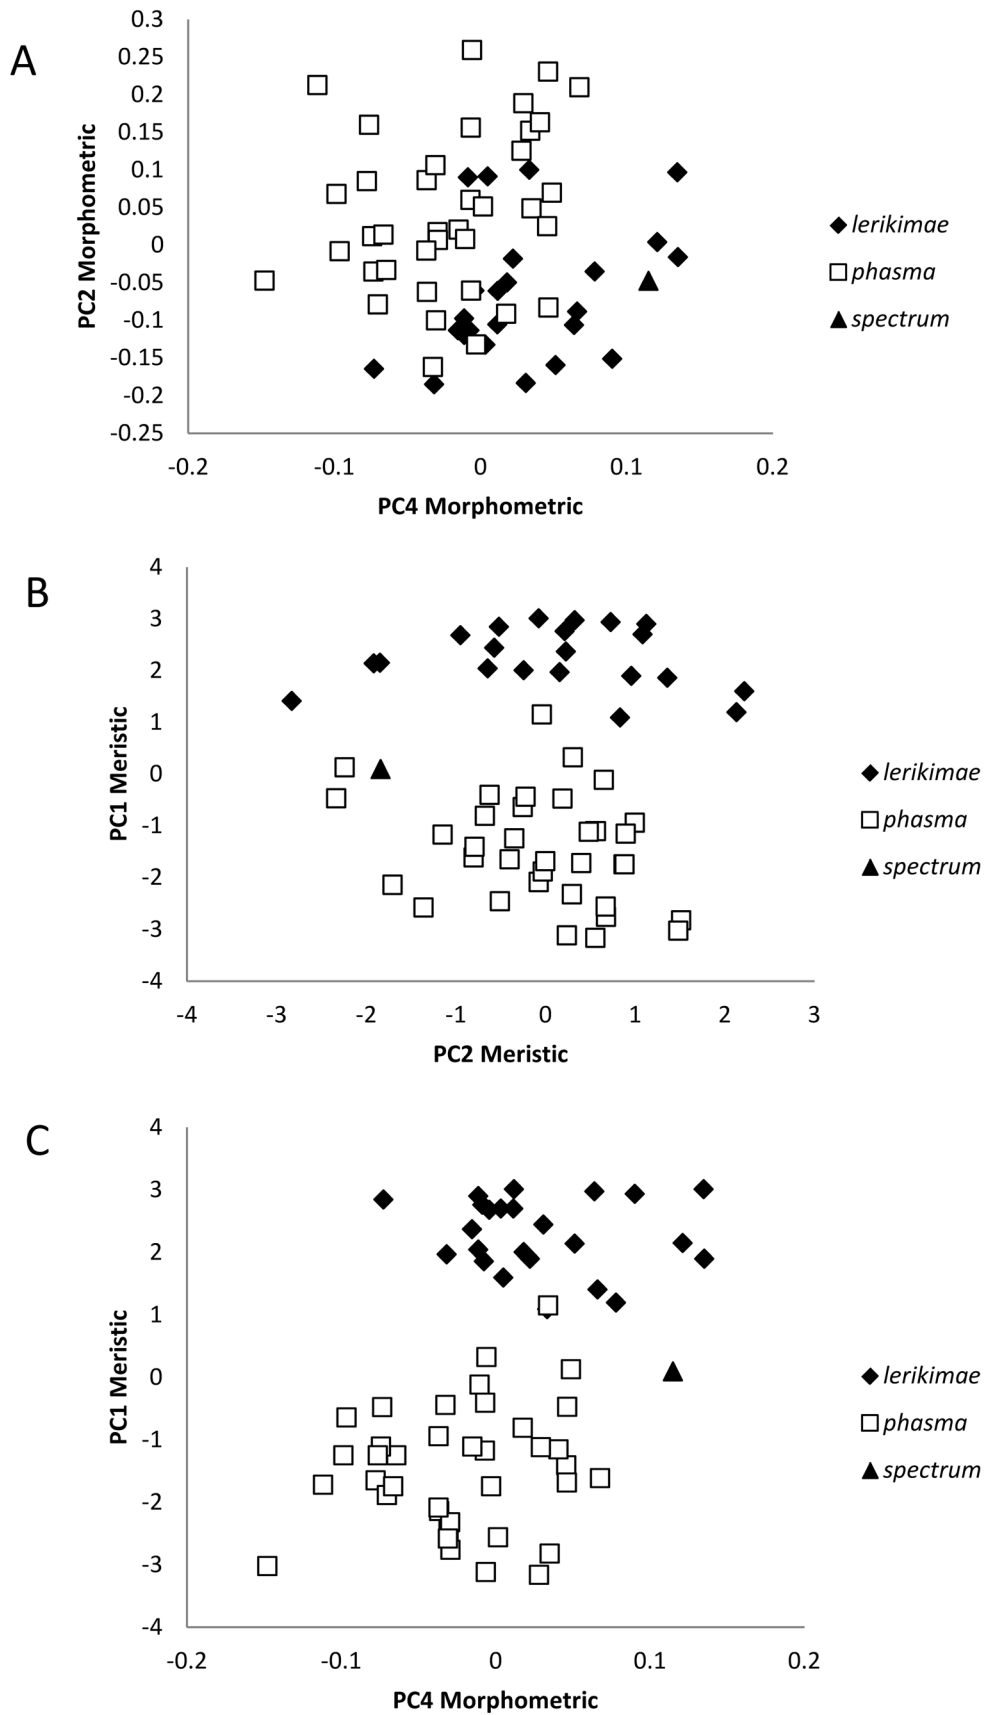 A
0.3
0.25
0.2
0.15
0.1
0.05
0
-0.05
-0.1
-0.15
-0.2
-0.25
PC2 Morphometric
-0.2 -0.1 0 0.1 0.2
PC4 Morphometric
lerikimae
phasma
spectrum
B
4
3
2
1
0
-1
-2
-3
-4
PC1 Meristic
-4 -3 -2 -1 0 1 2 3
PC2 Meristic
lerikimae
phasma
spectrum
C
4
3
2
1
0
-1
-2
-3
-4
PC1 Meristic
-0.2 -0.1 0 0.1 0.2
PC4 Morphometric
lerikimae
phasma
spectrum